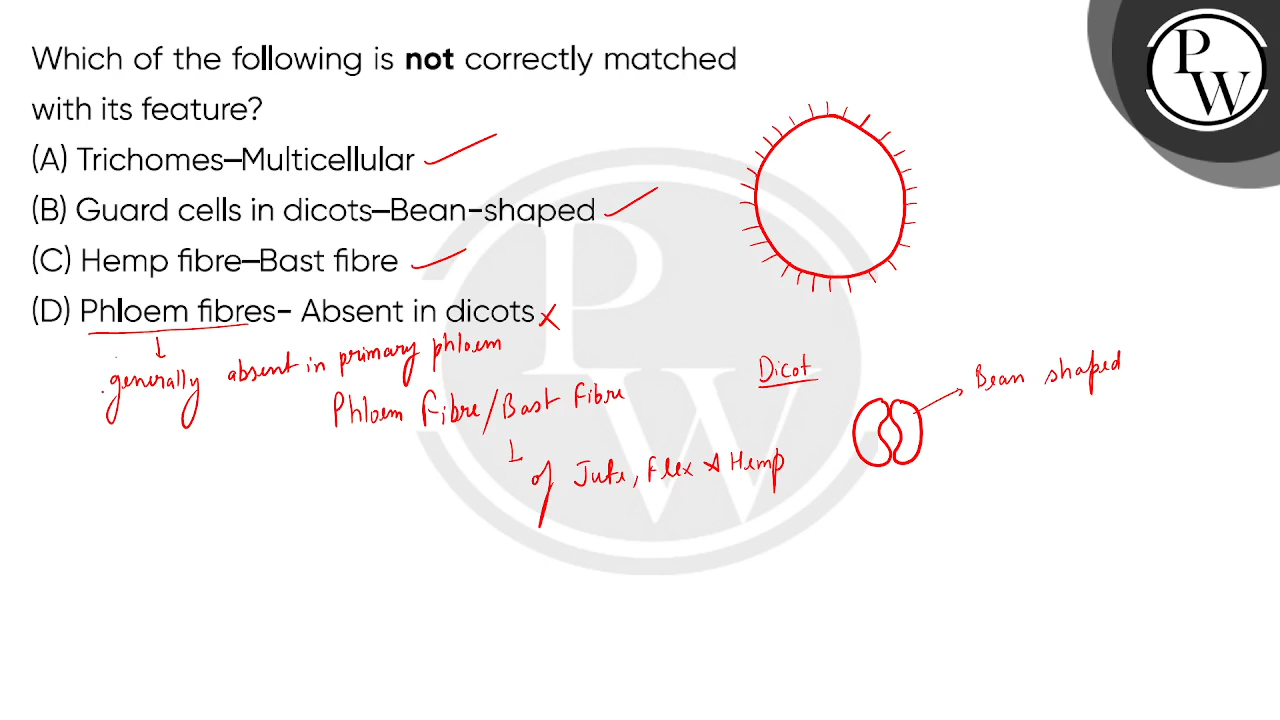 Which of the following is not correctly matched
with its feature?
(A) Trichomes–Multicellular
(B) Guard cells in dicots–Bean-shaped
(C) Hemp fibre–Bast fibre
(D) Phloem fibres- Absent in dicots
generally absent in primary phloem
Phloem Fibre/Bast Fibre
of Jute, Flex & Hemp
Dicot
Bean shaped
PW
PW